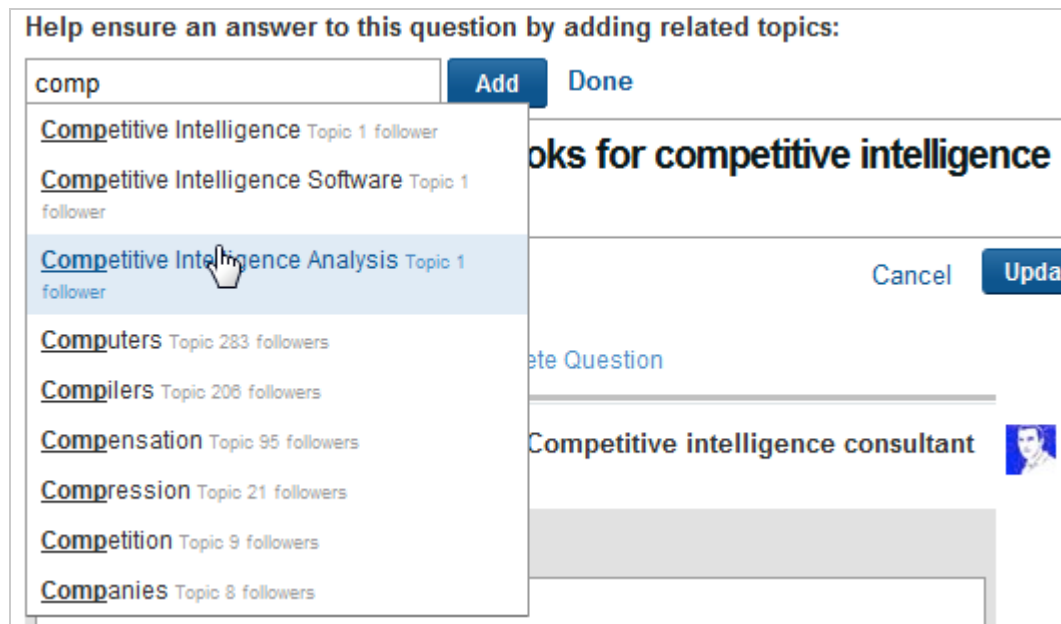 Help ensure an answer to this question by adding related topics:
comp
Add
Done
Competitive Intelligence Topic 1 follower
Competitive Intelligence Software Topic 1
follower
Competitive Intelligence Analysis Topic 1
follower
Computers Topic 283 followers
Compilers Topic 206 followers
Compensation Topic 95 followers
Compression Topic 21 followers
Competition Topic 9 followers
Companies Topic 8 followers
oks for competitive intelligence
Cancel
Upda
ete Question
Competitive intelligence consultant